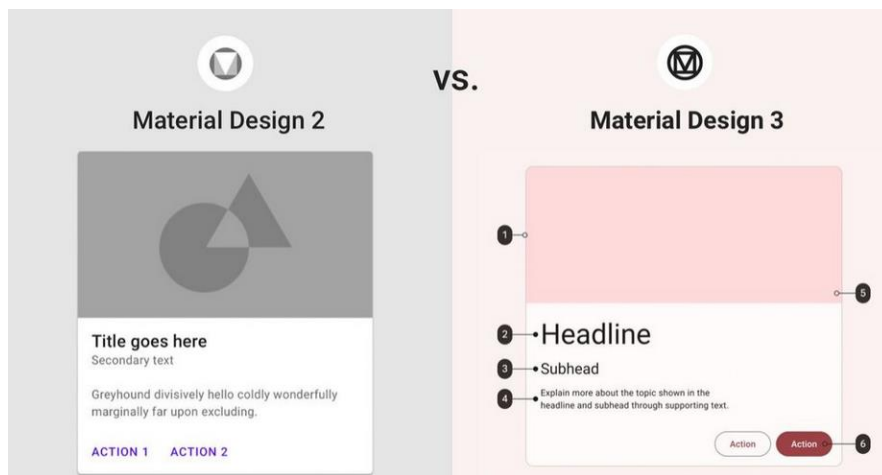 VS.
Material Design 2
Title goes here
Secondary text
Greyhound divisively hello coldly wonderfully
marginally far upon excluding.
ACTION 1 ACTION 2
Material Design 3
1
5
2 Headline
3 Subhead
4 Explain more about the topic shown in the
headline and subhead through supporting text.
Action Action 6